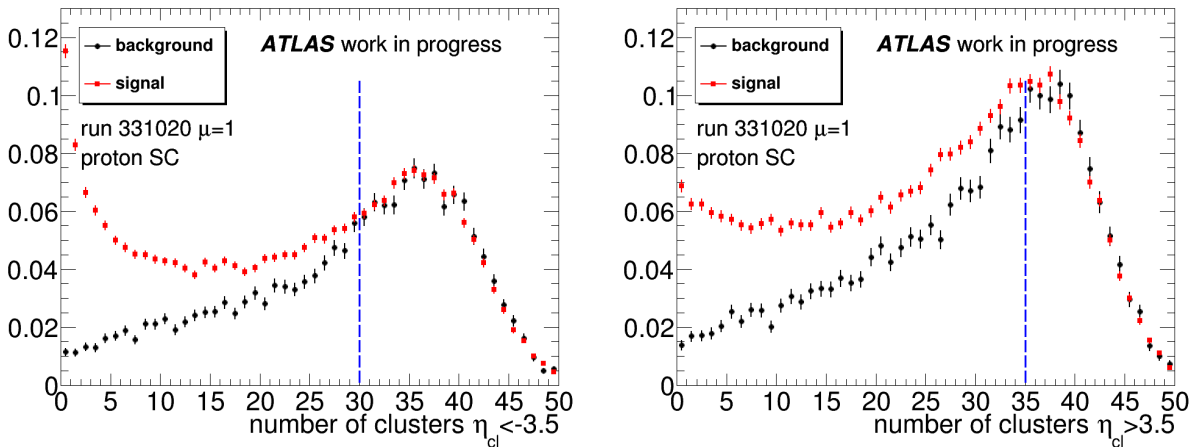 0.12
0.1
0.08
0.06
0.04
0.02
0
background
signal
ATLAS work in progress
run 331020 μ=1
proton SC
0 5 10 15 20 25 30 35 40 45 50
number of clusters η_cl<-3.5
0.12
0.1
0.08
0.06
0.04
0.02
0
background
signal
ATLAS work in progress
run 331020 μ=1
proton SC
0 5 10 15 20 25 30 35 40 45 50
number of clusters η_cl>3.5